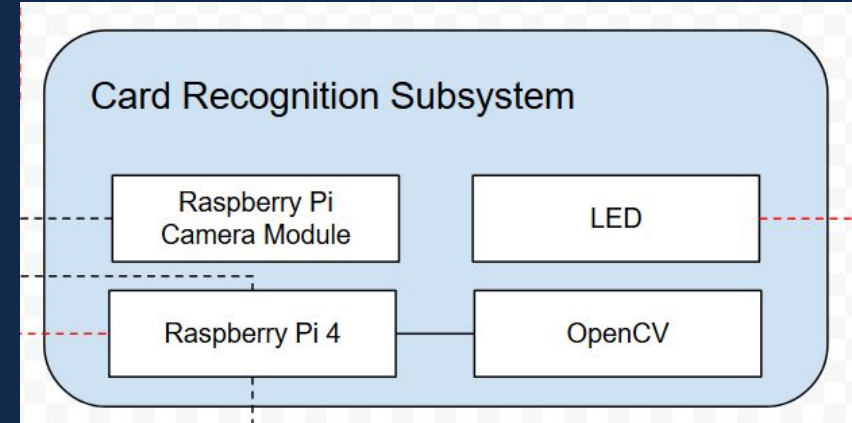 Card Recognition Subsystem
Raspberry Pi
Camera Module
LED
Raspberry Pi 4
OpenCV